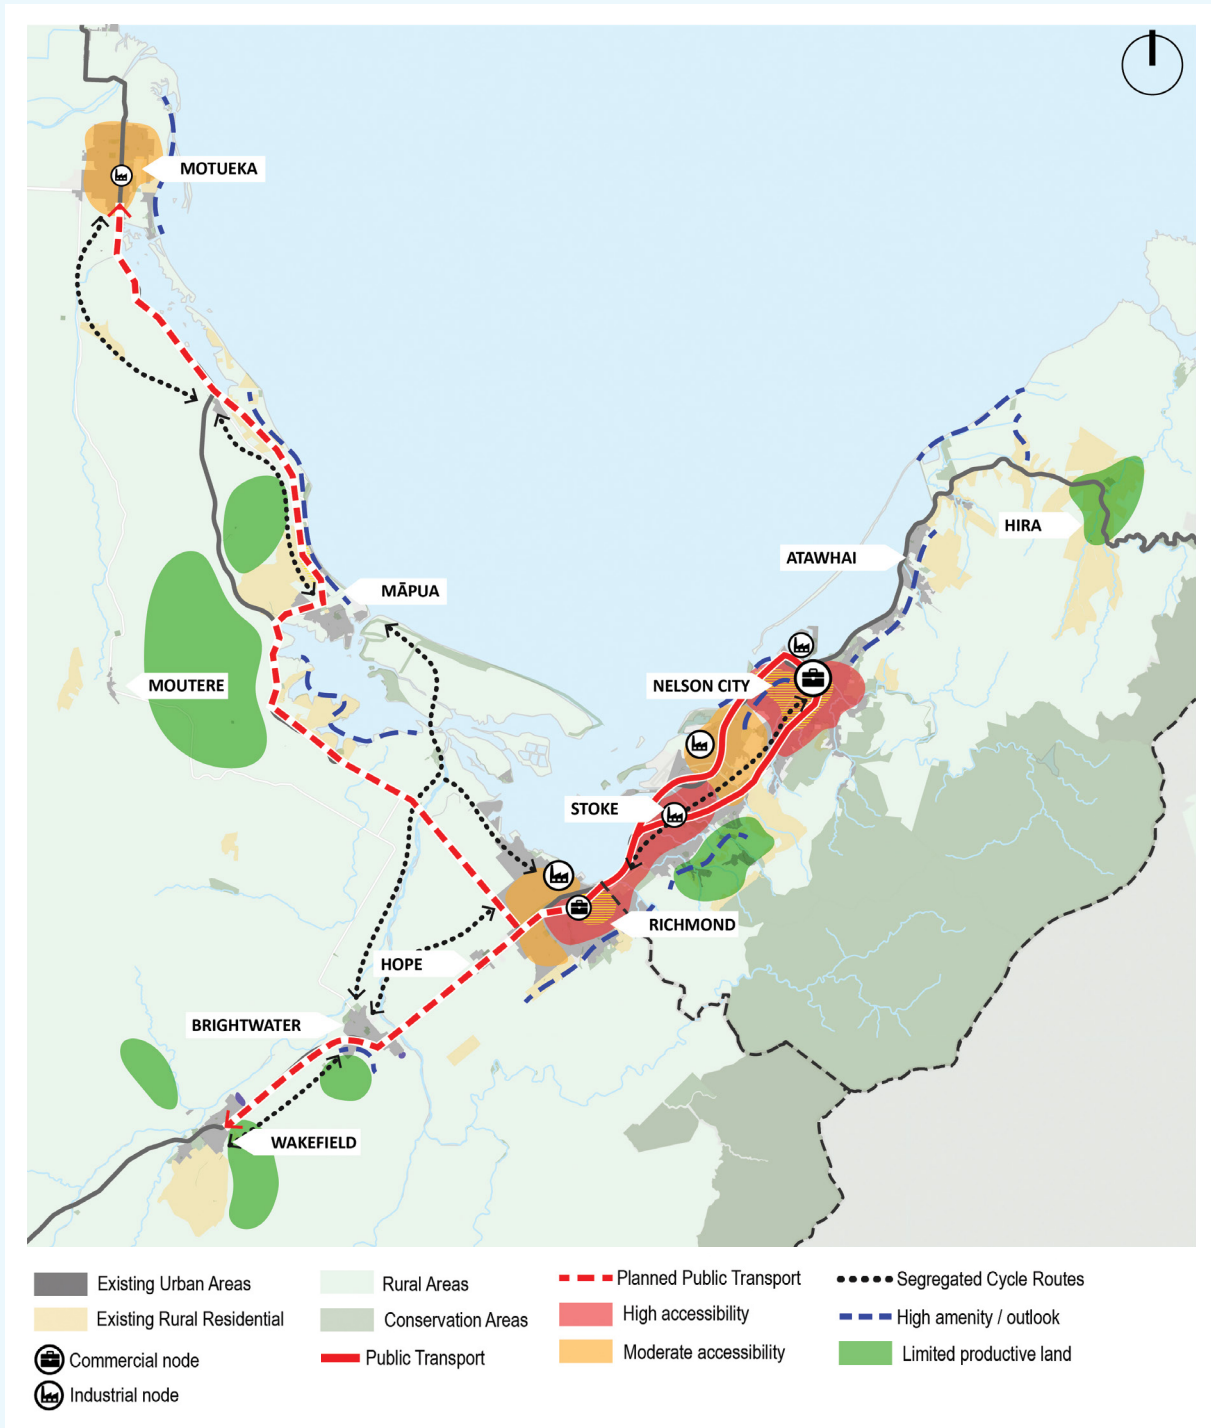 MOTUEKA
HIRA
ATAWHAI
MĀPUA
MOUTERE
NELSON CITY
STOKE
RICHMOND
HOPE
BRIGHTWATER
WAKEFIELD
Existing Urban Areas
Rural Areas
Planned Public Transport
Segregated Cycle Routes
Existing Rural Residential
Conservation Areas
High accessibility
High amenity / outlook
Commercial node
Public Transport
Moderate accessibility
Limited productive land
Industrial node